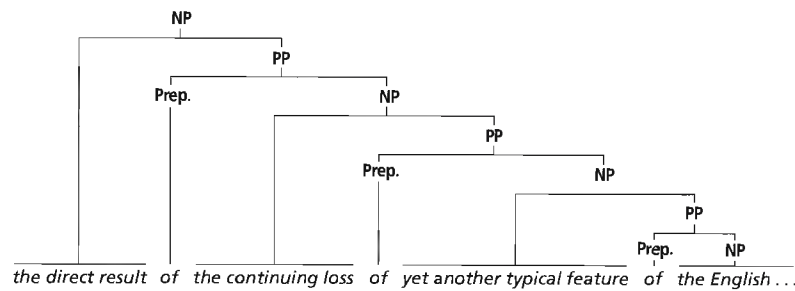 NP
PP
Prep.
NP
PP
Prep.
NP
PP
Prep. NP
the direct result of the continuing loss of yet another typical feature of the English ...